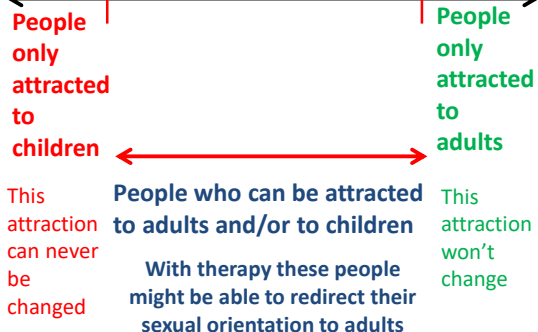 People
only
attracted
to
children
This
attraction
can never
be
changed
People who can be attracted
to adults and/or to children
With therapy these people
might be able to redirect their
sexual orientation to adults
People
only
attracted
to
adults
This
attraction
won't
change